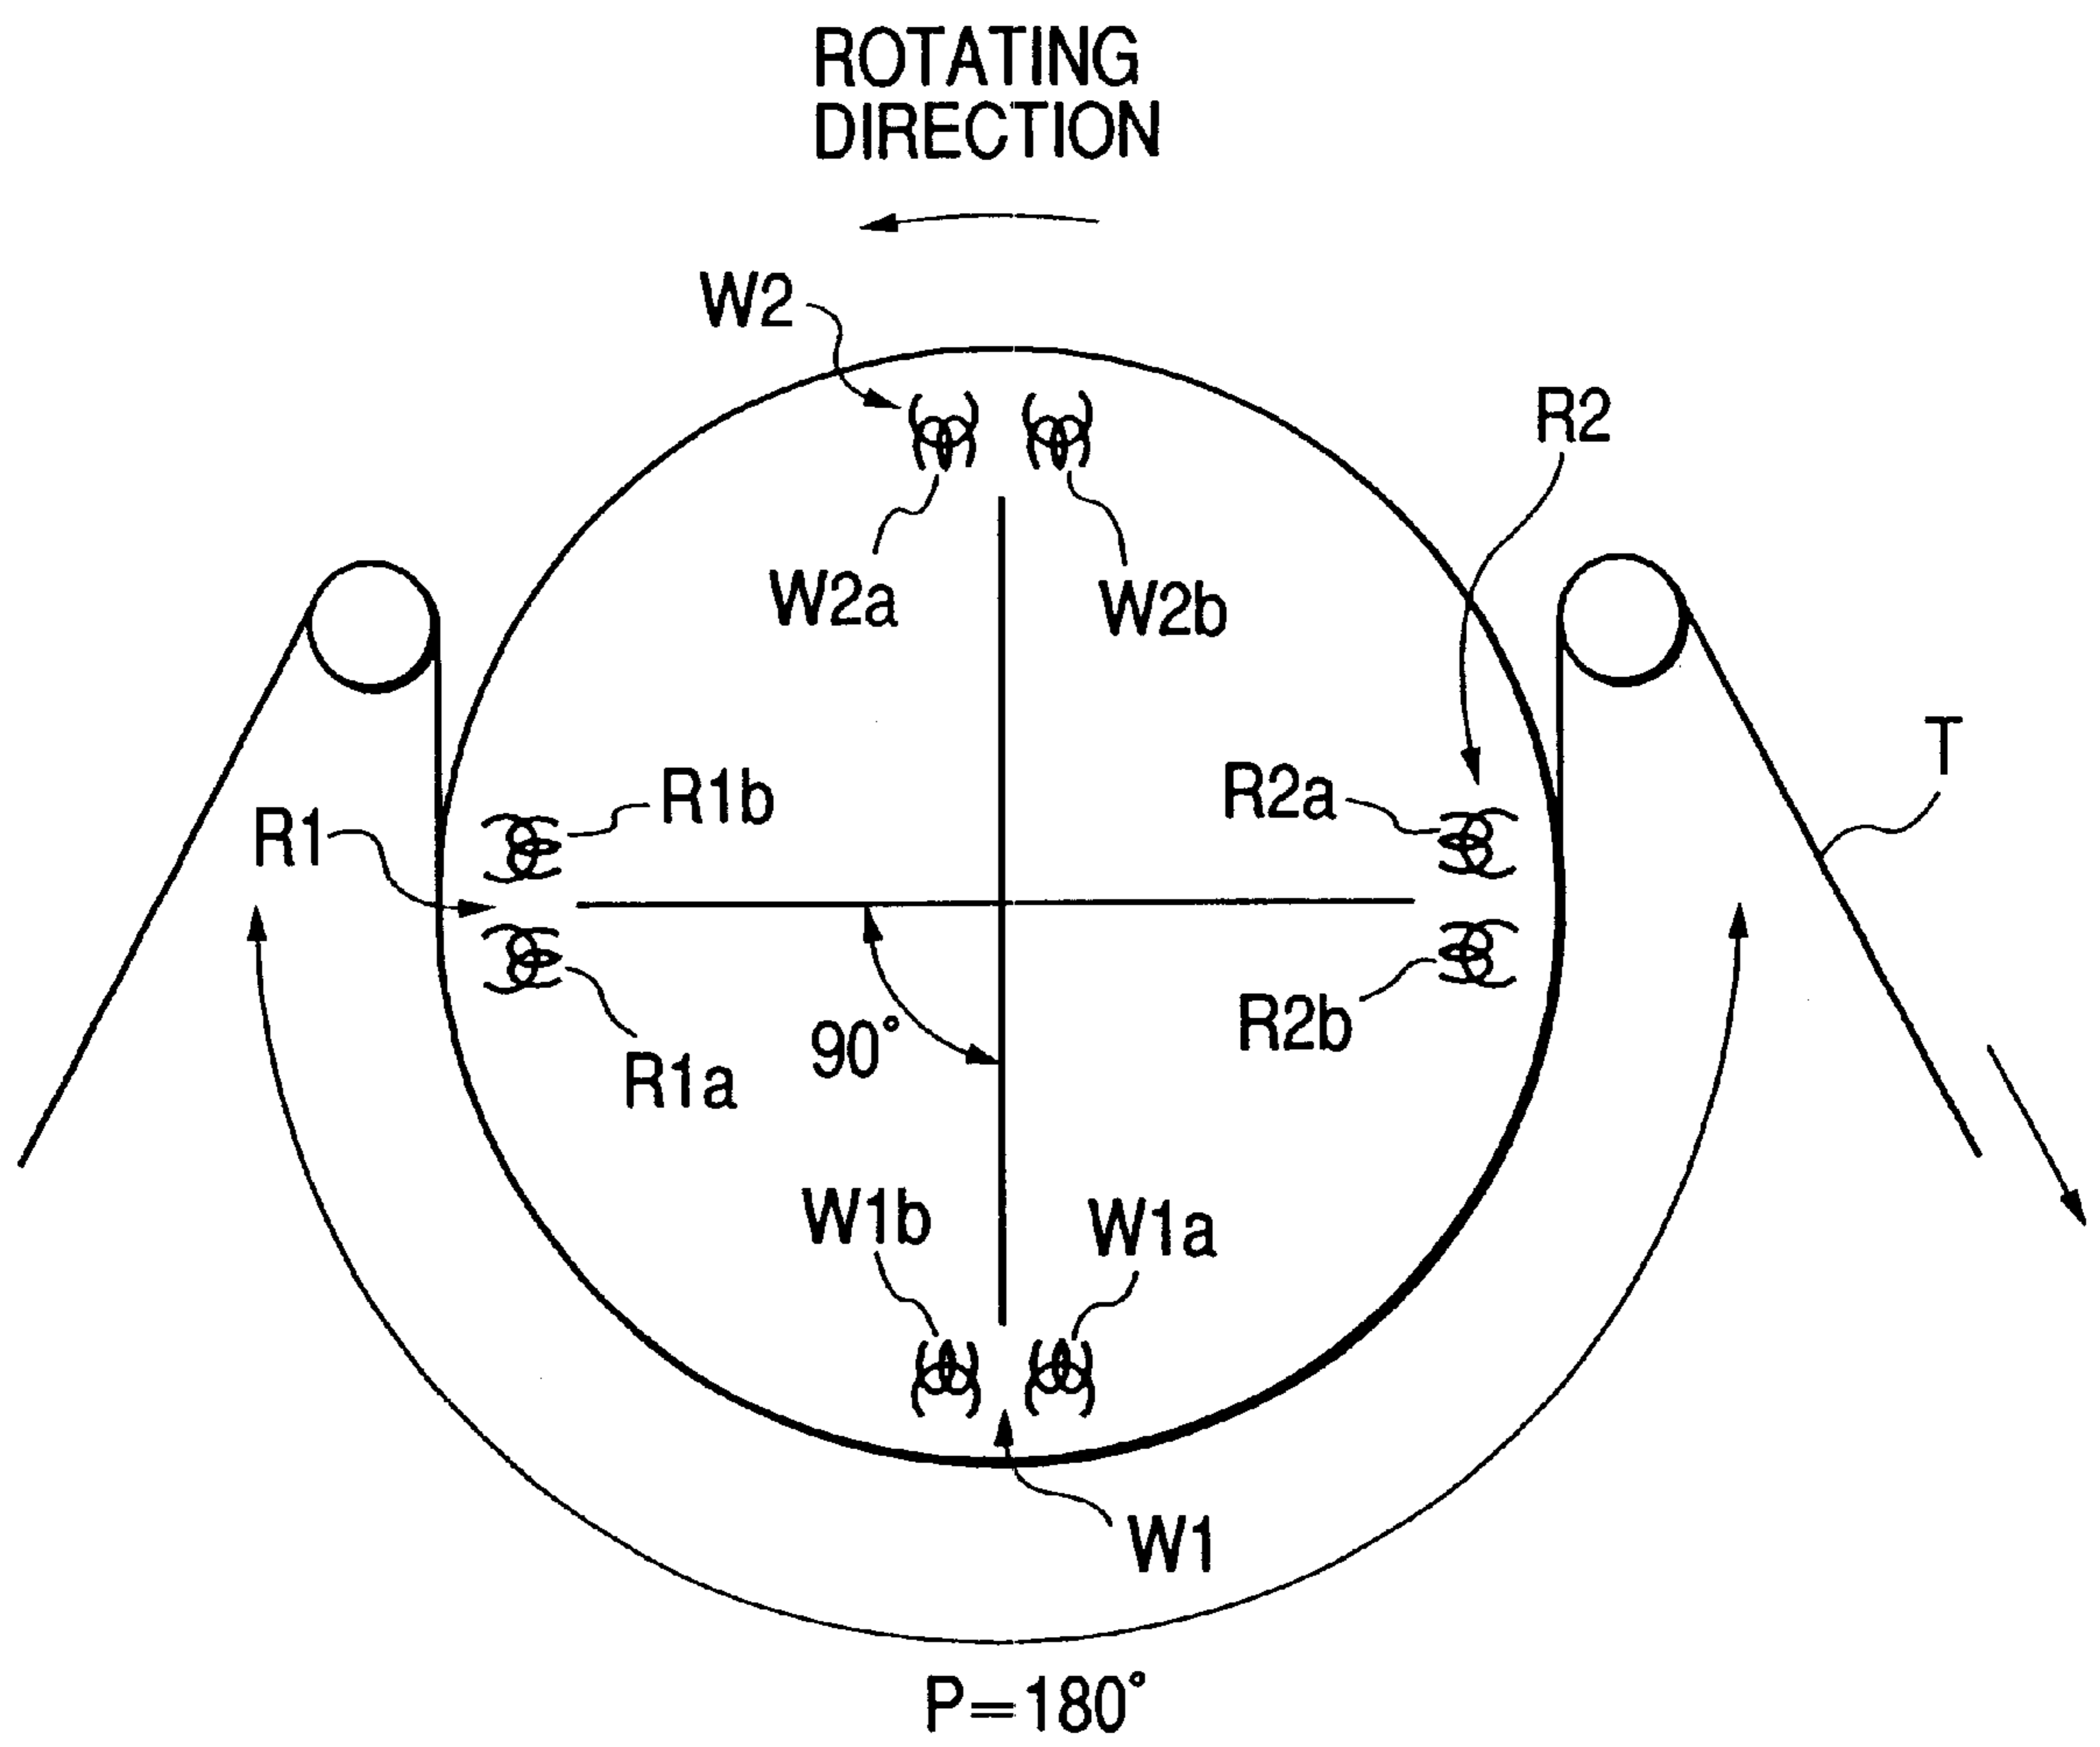 ROTATING
DIRECTION
W2
R2
W2a
W2b
T
R1b
R2a
R1
90°
R2b
R1a
W1b
W1a
W1
P=180°